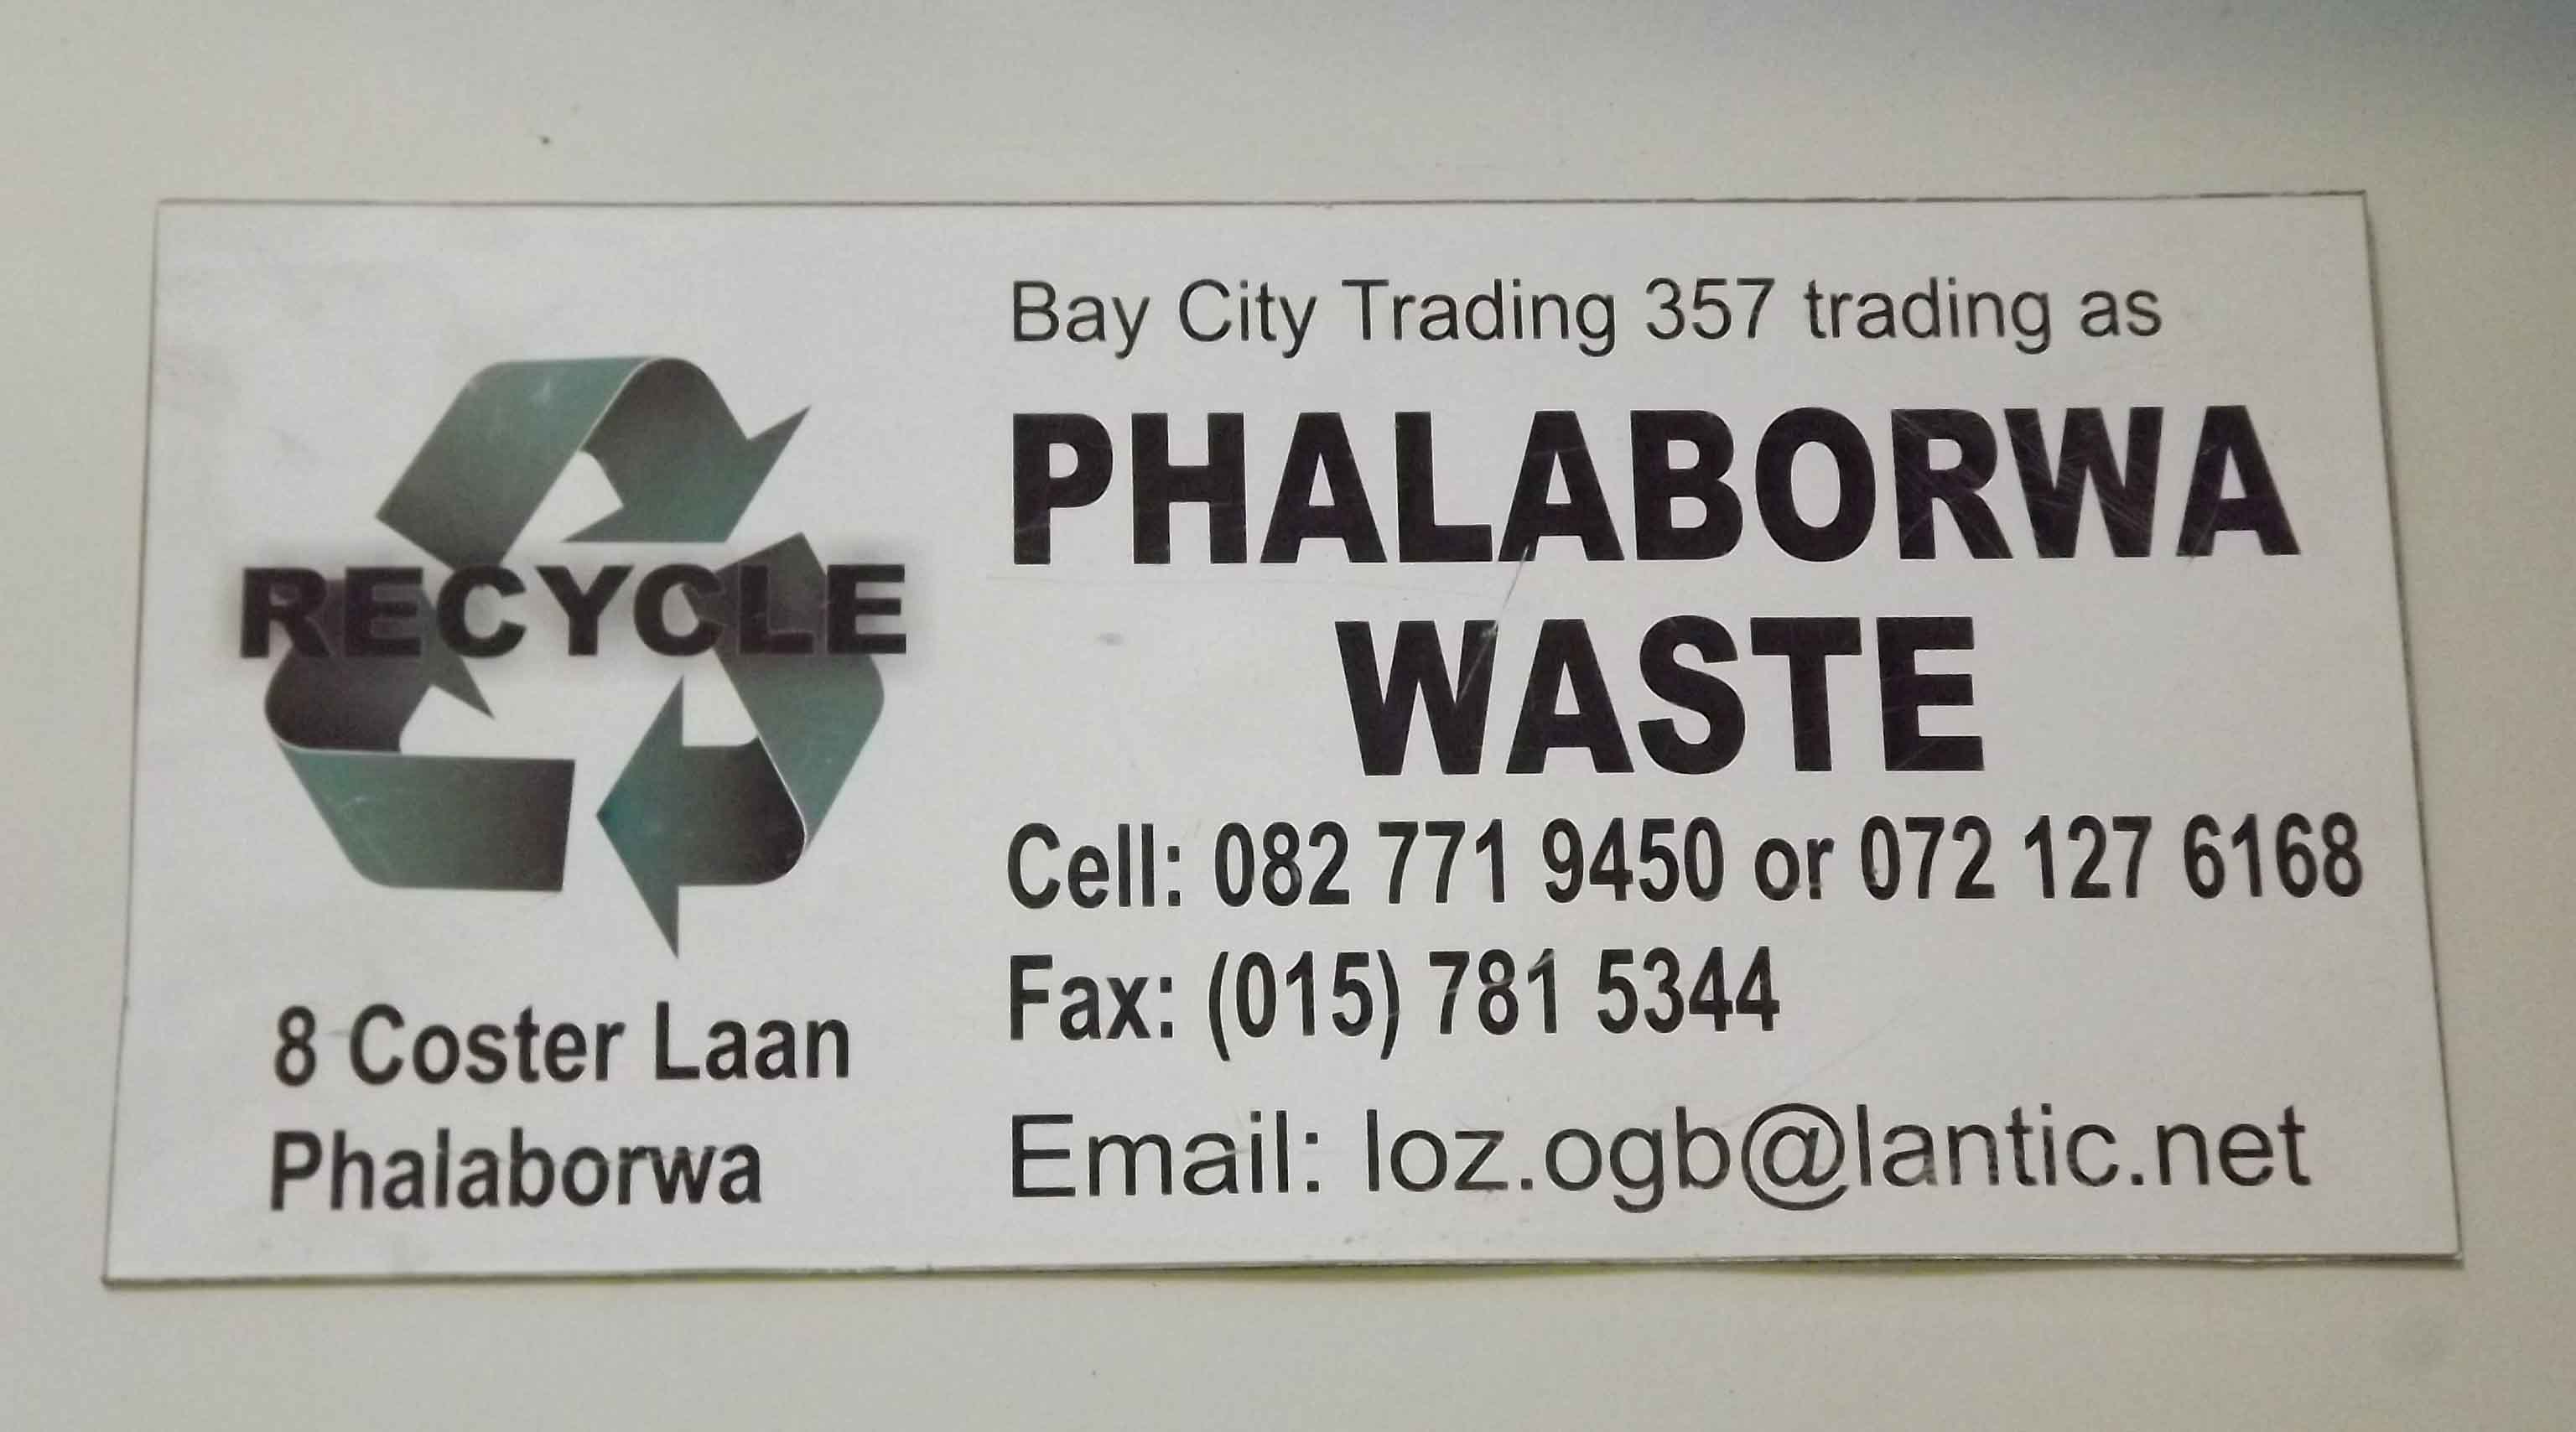 RECYCLE
8 Coster Laan
Phalaborwa
Bay City Trading 357 trading as
PHALABORWA
WASTE
Cell: 082 771 9450 or 072 127 6168
Fax: (015) 781 5344
Email: loz.ogb@lantic.net